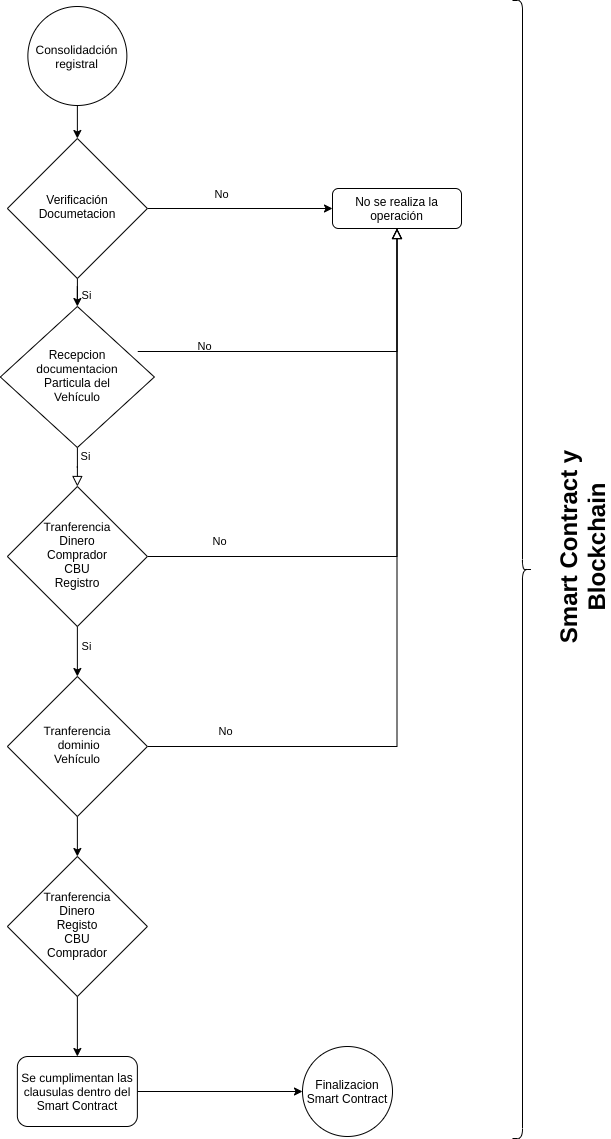 Consolidadción
registral
Verificación
Documetacion
No
No se realiza la
operación
Si
Recepcion
documentacion
Particula del
Vehículo
No
Si
Tranferencia
Dinero
Comprador
CBU
Registro
No
Si
Tranferencia
dominio
Vehículo
No
Tranferencia
Dinero
Registo
CBU
Comprador
Se cumplimentan las
clausulas dentro del
Smart Contract
Finalizacion
Smart Contract
Smart Contract y
Blockchain